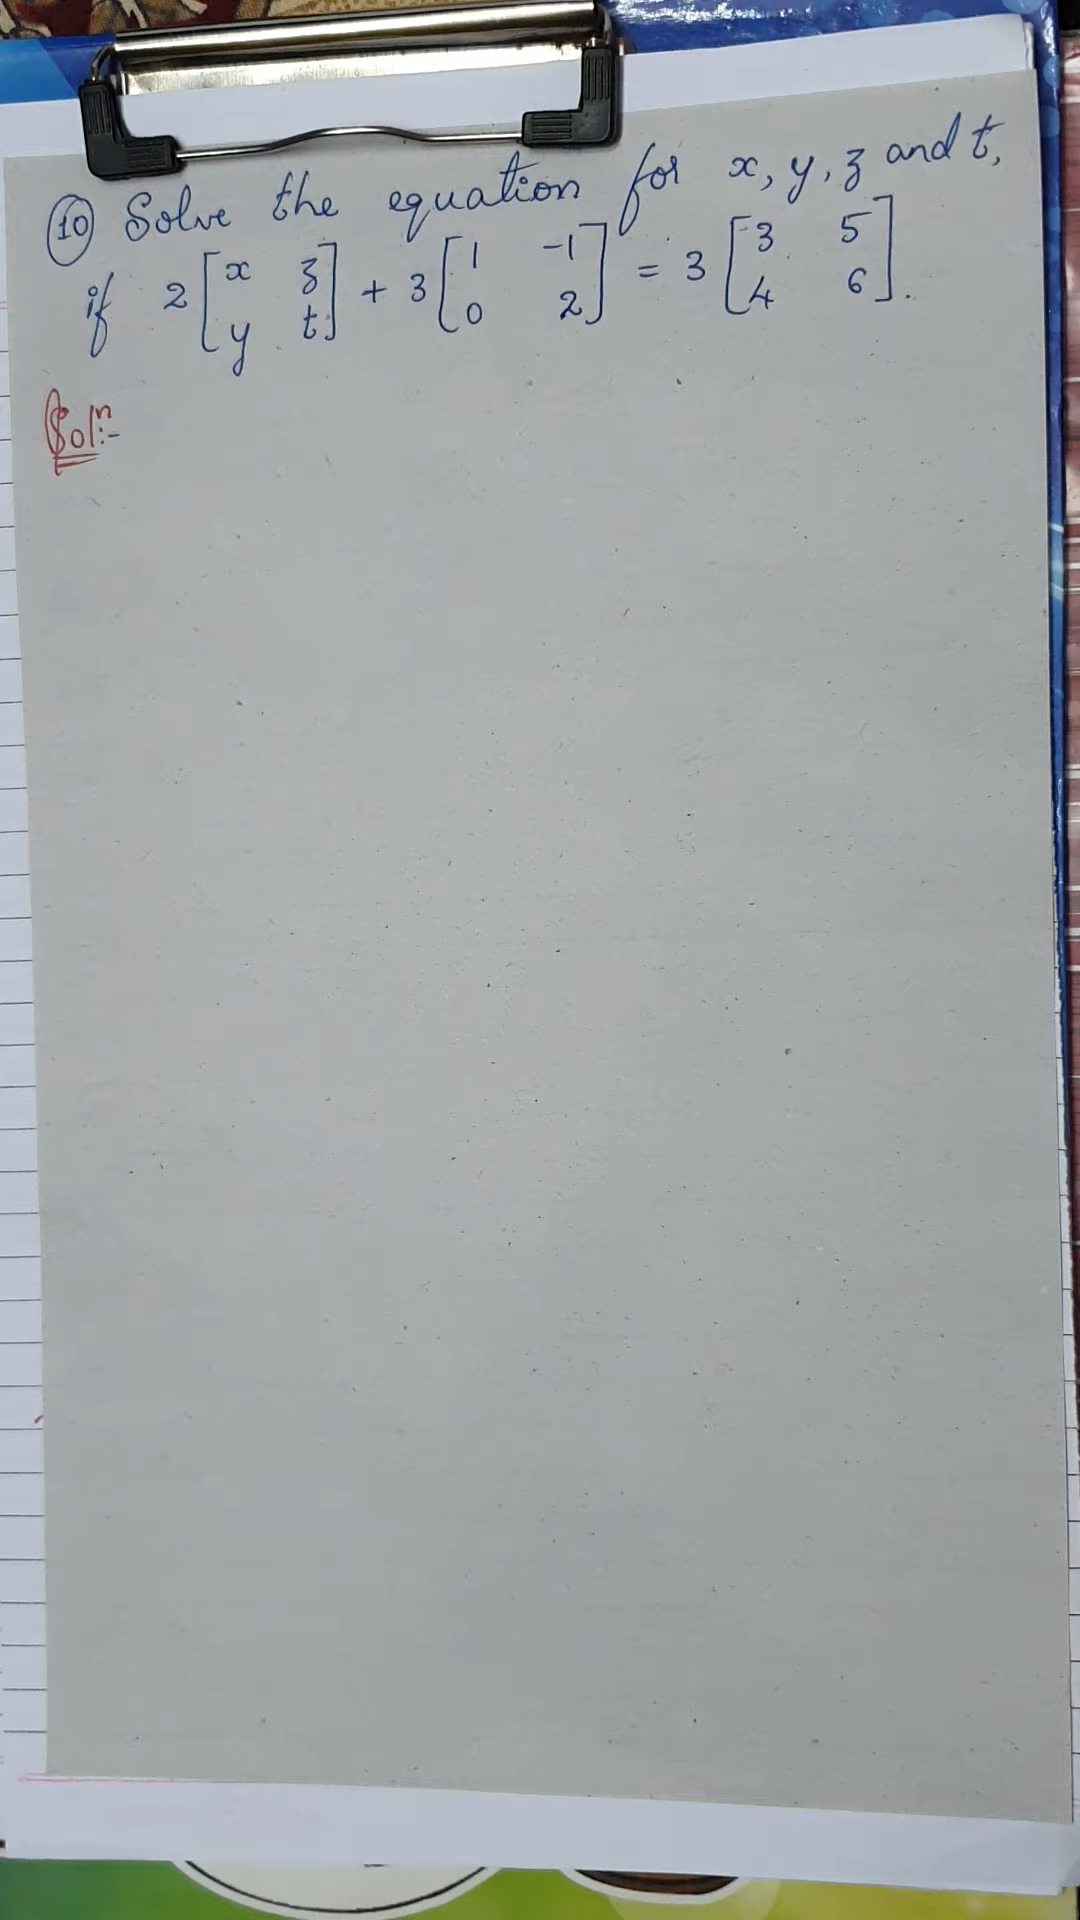 (10) Solve the equation for x, y, z and t,
if 2 [x z; y t] + 3 [1 -1; 0 2] = 3 [3 5; 4 6].
Solⁿ:-